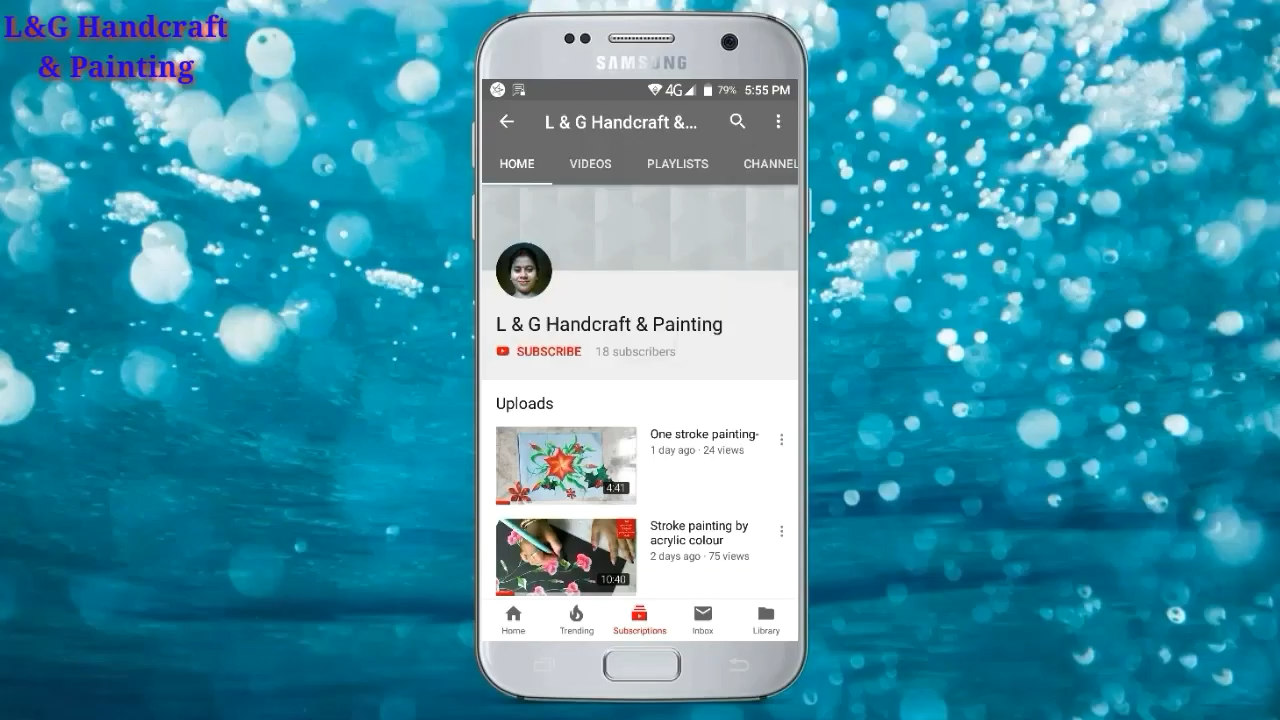 L&G Handcraft
& Painting
SAMSUNG
4G 79% 5:55 PM
L & G Handcraft &...
HOME VIDEOS PLAYLISTS CHANNEL
L & G Handcraft & Painting
SUBSCRIBE 18 subscribers
Uploads
One stroke painting-
1 day ago · 24 views
4:41
Stroke painting by
acrylic colour
2 days ago · 75 views
10:40
Home Trending Subscriptions Inbox Library